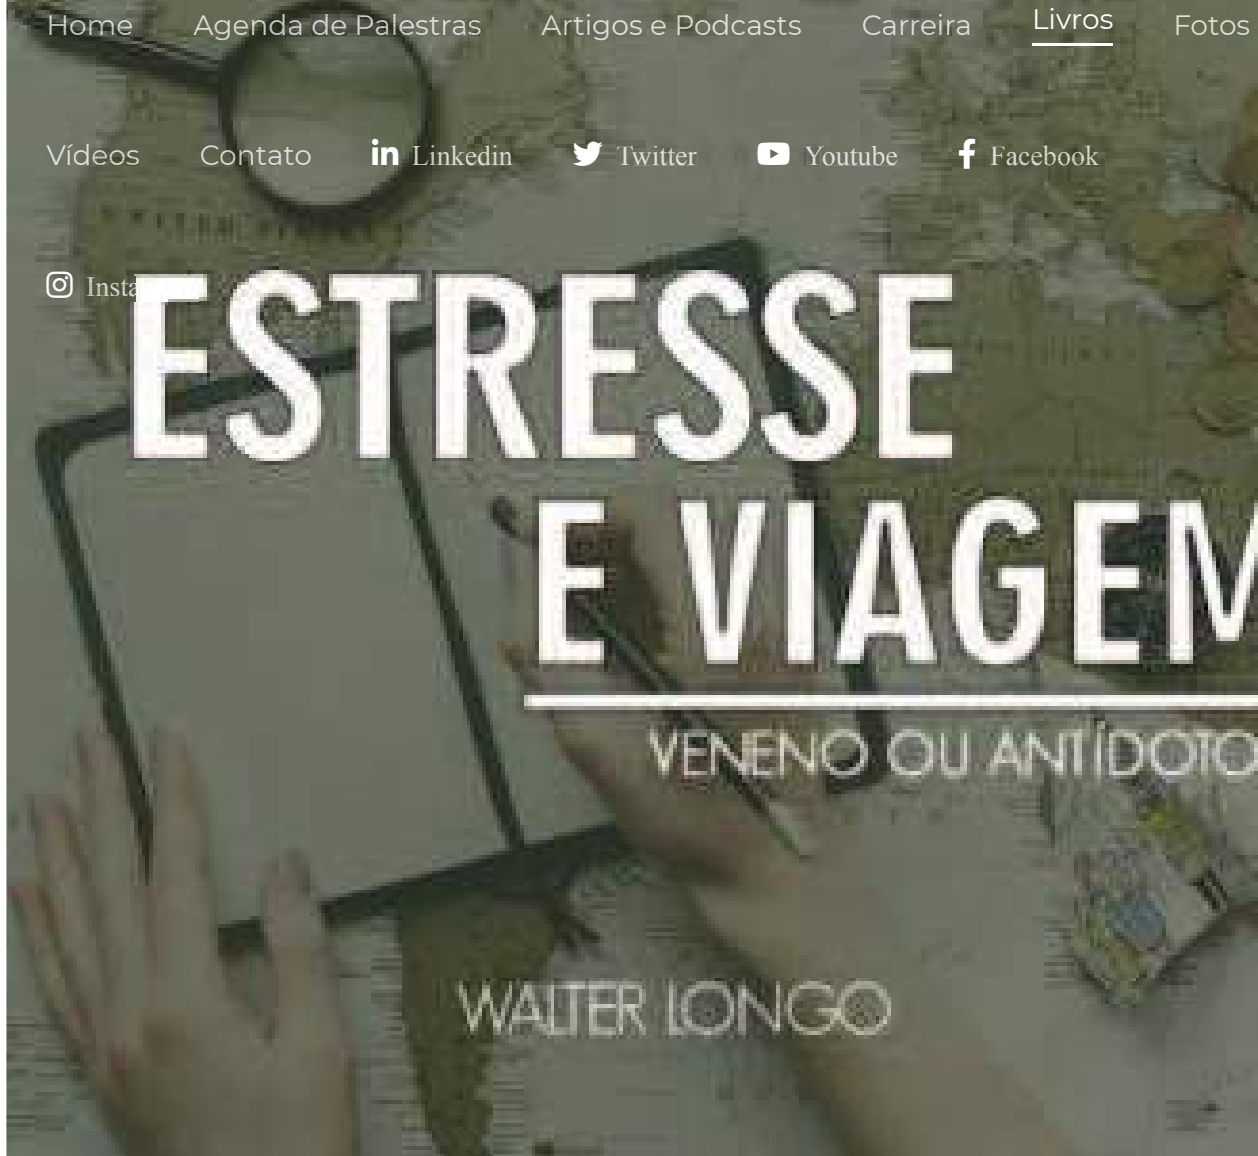 Home Agenda de Palestras Artigos e Podcasts Carreira Livros Fotos
Vídeos Contato Linkedin Twitter Youtube Facebook
ESTRESSE
E VIAGEM
VENENO OU ANTÍDOTO
WALTER LONGO